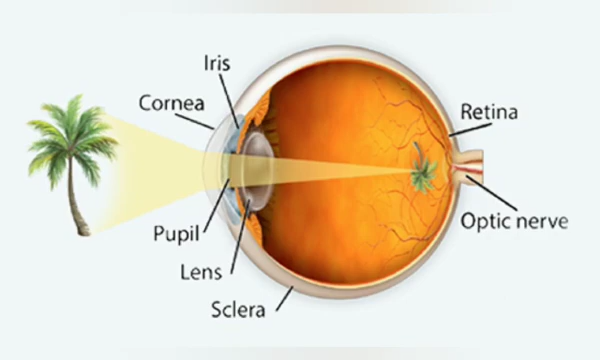 Iris
Cornea
Retina
Pupil
Optic nerve
Lens
Sclera